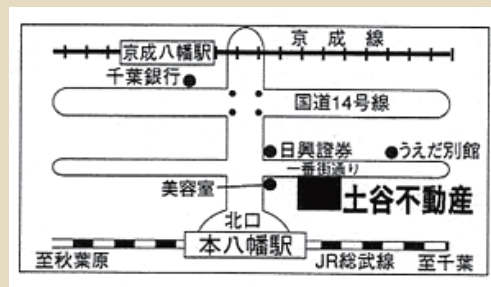 京成線
京成八幡駅
千葉銀行
国道14号線
日興證券
うえだ別館
一番街通り
美容室
土谷不動産
北口
本八幡駅
至秋葉原
JR総武線
至千葉